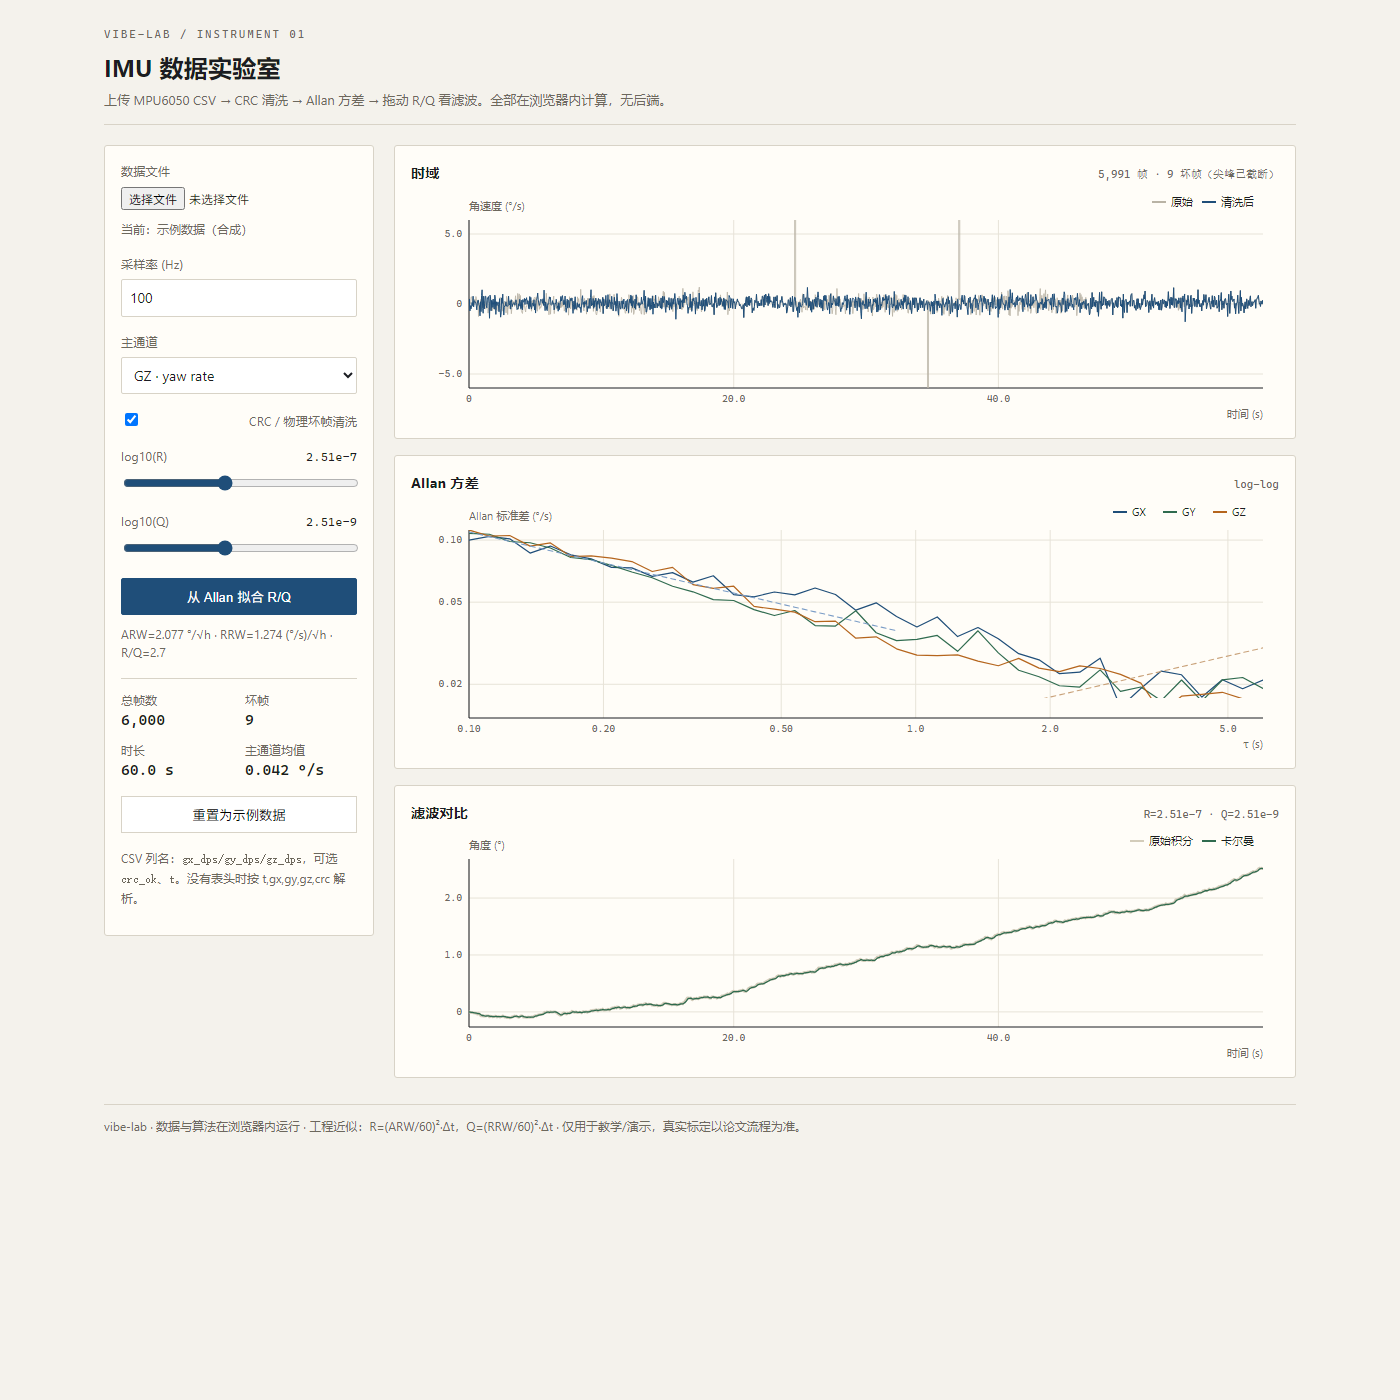 VIBE-LAB / INSTRUMENT 01
IMU 数据实验室
上传 MPU6050 CSV → CRC 清洗 → Allan 方差 → 拖动 R/Q 看滤波。全部在浏览器内计算，无后端。
数据文件
选择文件 未选择文件
当前：示例数据（合成）
采样率 (Hz)
100
主通道
GZ · yaw rate
CRC / 物理坏帧清洗
log10(R) 2.51e-7
log10(Q) 2.51e-9
从 Allan 拟合 R/Q
ARW=2.077 °/√h · RRW=1.274 (°/s)/√h ·
R/Q=2.7
总帧数 坏帧
6,000 9
时长 主通道均值
60.0 s 0.042 °/s
重置为示例数据
CSV 列名：gx_dps/gy_dps/gz_dps，可选
crc_ok、t。没有表头时按 t,gx,gy,gz,crc 解
析。
时域 5,991 帧 · 9 坏帧（尖峰已截断）
角速度 (°/s) 原始 清洗后
5.0
0
−5.0
0 20.0 40.0
时间 (s)
Allan 方差 log-log
Allan 标准差 (°/s) GX GY GZ
0.10
0.05
0.02
0.10 0.20 0.50 1.0 2.0 5.0
τ (s)
滤波对比 R=2.51e-7 · Q=2.51e-9
角度 (°) 原始积分 卡尔曼
2.0
1.0
0
0 20.0 40.0
时间 (s)
vibe-lab · 数据与算法在浏览器内运行 · 工程近似：R=(ARW/60)²·Δt，Q=(RRW/60)²·Δt · 仅用于教学/演示，真实标定以论文流程为准。